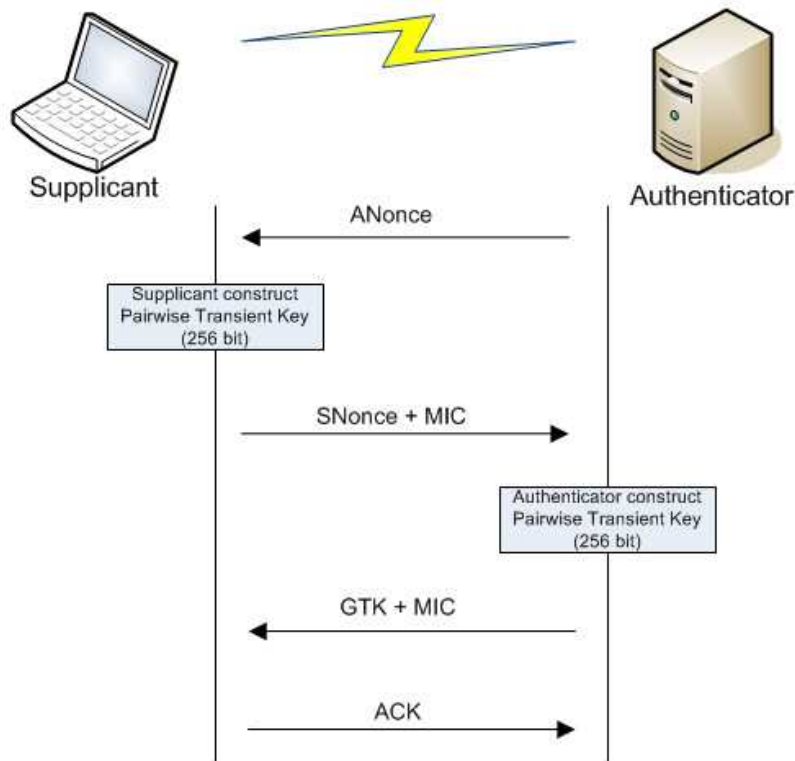 Supplicant
Authenticator
ANonce
Supplicant construct
Pairwise Transient Key
(256 bit)
SNonce + MIC
Authenticator construct
Pairwise Transient Key
(256 bit)
GTK + MIC
ACK